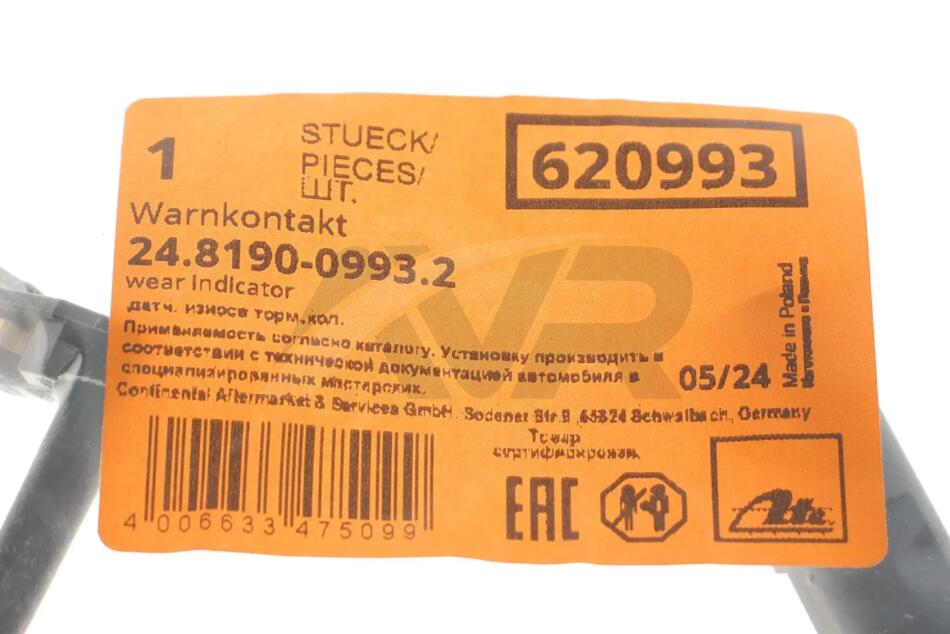 1
STUECK/
PIECES/
ШТ.
620993
Warnkontakt
24.8190-0993.2
wear indicator
датч. износа торм.кол.
Применяемость согласно каталогу. Установку производить в
соответствии с технической документацией автомобиля в
специализированных мастерских.
05/24
Made in Poland
Continental Aftermarket & Services GmbH. Sodener Str.9 ,65824 Schwalbach, Germany
Товар
сертифицирован.
4 006633 475099
EAC
Ate
VR